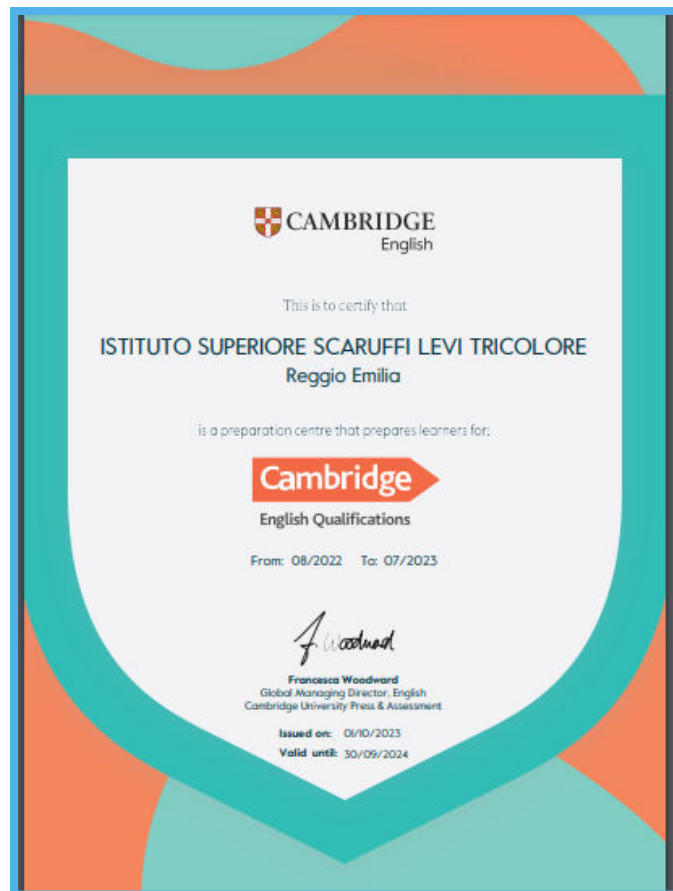 CAMBRIDGE
English
This is to certify that
ISTITUTO SUPERIORE SCARUFFI LEVI TRICOLORE
Reggio Emilia
is a preparation centre that prepares learners for:
Cambridge
English Qualifications
From: 08/2022 To: 07/2023
F. Woodward
Francesca Woodward
Global Managing Director, English
Cambridge University Press & Assessment
Issued on: 01/10/2023
Valid until: 30/09/2024